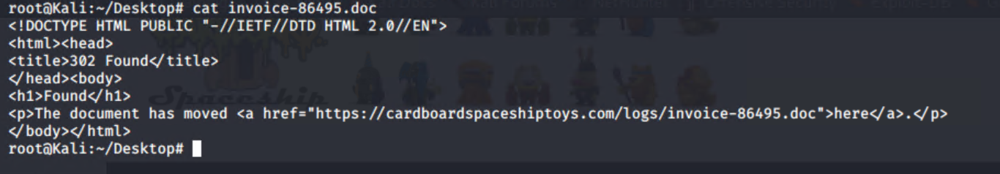 root@Kali:~/Desktop# cat invoice-86495.doc
<!DOCTYPE HTML PUBLIC "-//IETF//DTD HTML 2.0//EN">
<html><head>
<title>302 Found</title>
</head><body>
<h1>Found</h1>
<p>The document has moved <a href="https://cardboardspaceshiptoys.com/logs/invoice-86495.doc">here</a>.</p>
</body></html>
root@Kali:~/Desktop#
Spaceship